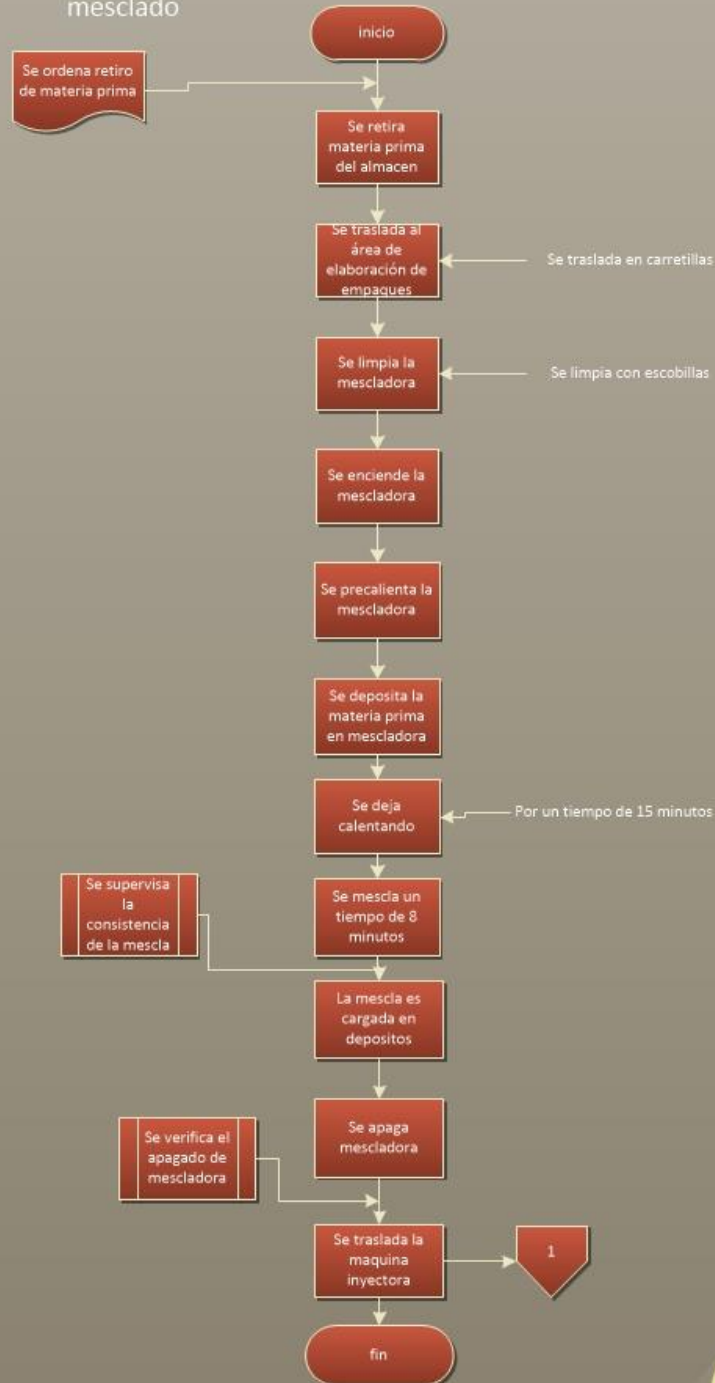 mesclado
inicio
Se ordena retiro
de materia prima
Se retira
materia prima
del almacen
Se traslada al
área de
elaboración de
empaques
Se traslada en carretillas
Se limpia la
mescladora
Se limpia con escobillas
Se enciende la
mescladora
Se precalienta la
mescladora
Se deposita la
materia prima
en mescladora
Se deja
calentando
Por un tiempo de 15 minutos
Se mescla un
tiempo de 8
minutos
Se supervisa
la
consistencia
de la mescla
La mescla es
cargada en
depositos
Se apaga
mescladora
Se verifica el
apagado de
mescladora
Se traslada la
maquina
inyectora
1
fin